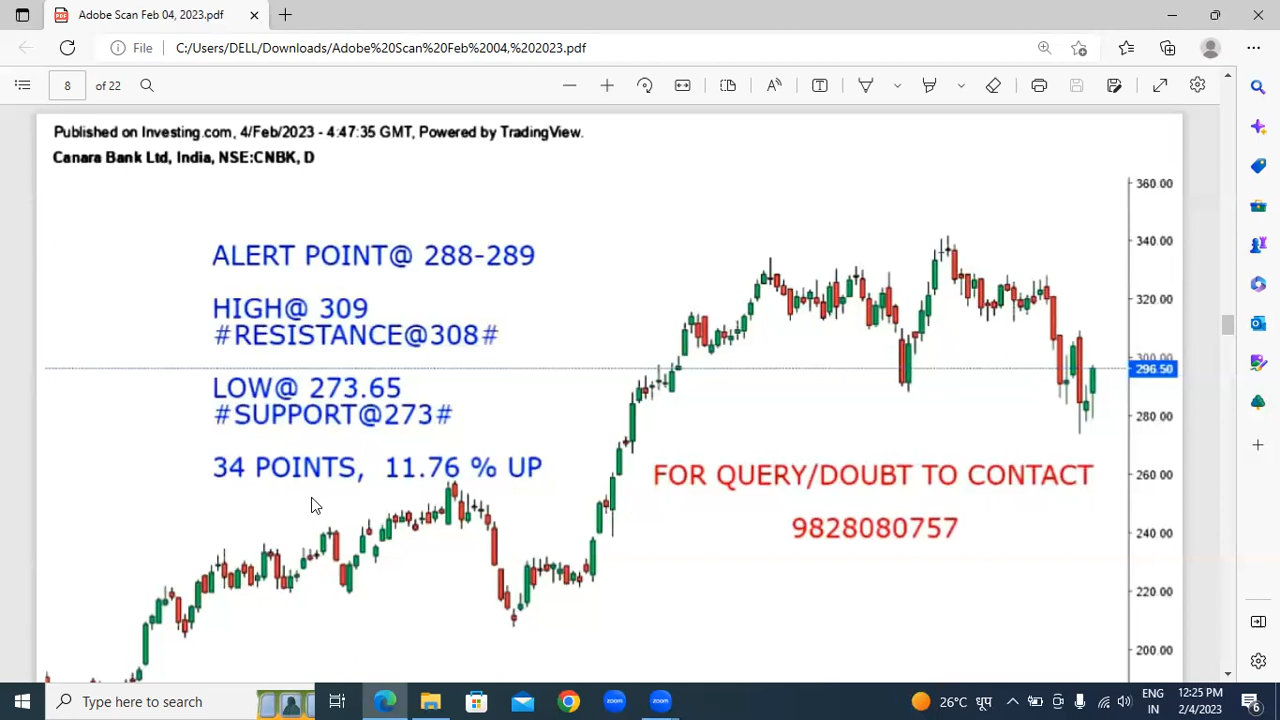 Adobe Scan Feb 04, 2023.pdf
File
C:/Users/DELL/Downloads/Adobe%20Scan%20Feb%2004,%202023.pdf
8
of 22
Published on Investing.com, 4/Feb/2023 - 4:47:35 GMT, Powered by TradingView.
Canara Bank Ltd, India, NSE:CNBK, D
ALERT POINT@ 288-289
HIGH@ 309
#RESISTANCE@308#
LOW@ 273.65
#SUPPORT@273#
34 POINTS, 11.76 % UP
FOR QUERY/DOUBT TO CONTACT
9828080757
360.00
340.00
320.00
300.00
296.50
280.00
260.00
240.00
220.00
200.00
Type here to search
zoom
zoom
26°C धूप
ENG
IN
12:25 PM
2/4/2023
6